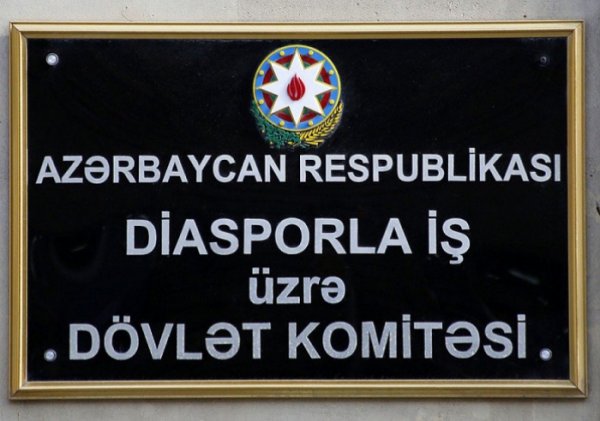 AZƏRBAYCAN RESPUBLİKASI
DİASPORLA İŞ
üzrə
DÖVLƏT KOMİTƏSİ